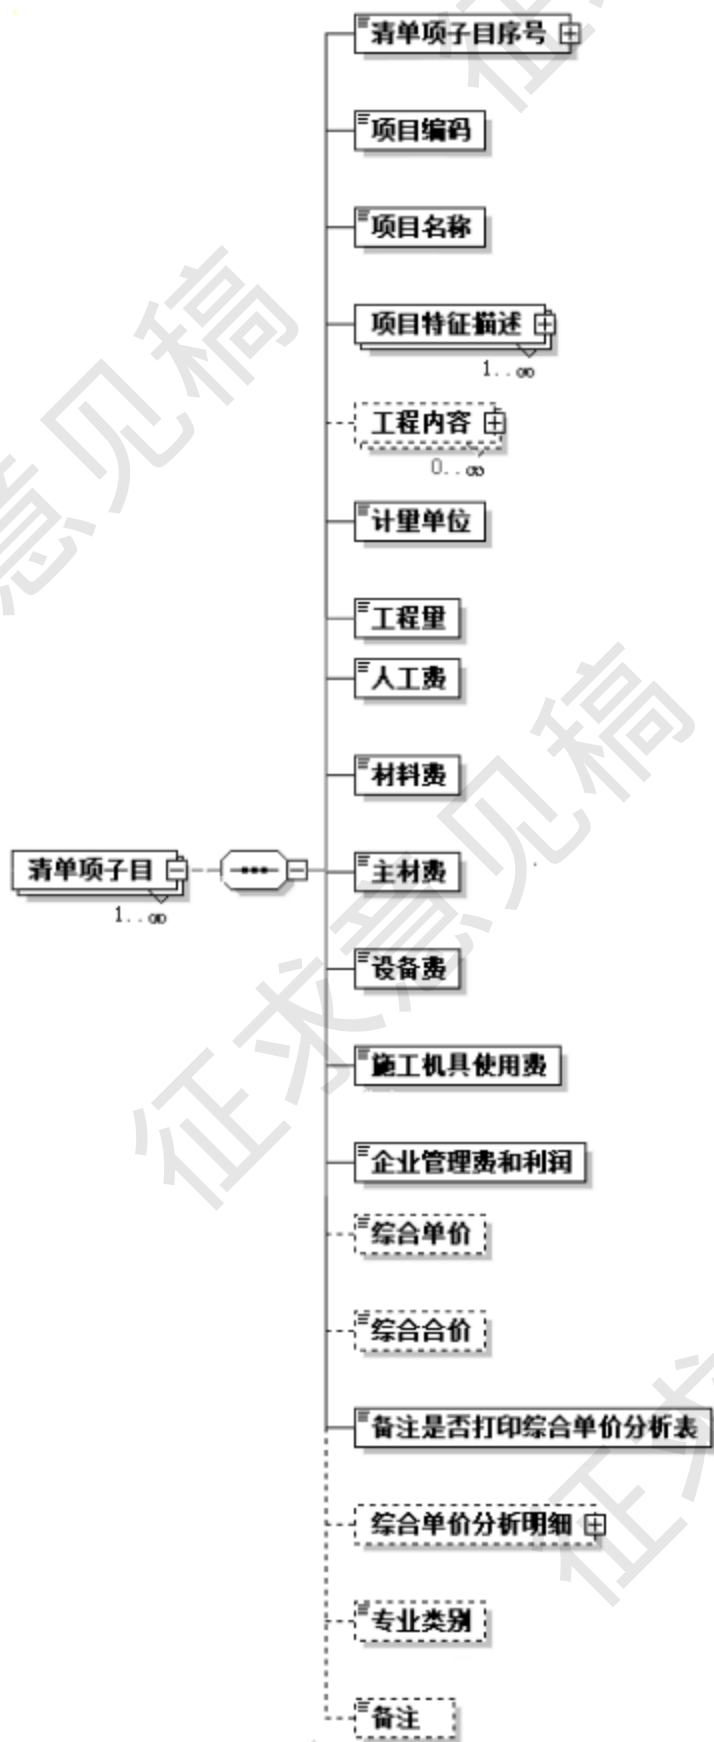 清单项子目序号
项目编码
项目名称
项目特征描述
1..∞
工程内容
0..∞
计量单位
工程量
人工费
材料费
清单项子目
1..∞
主材费
设备费
施工机具使用费
企业管理费和利润
综合单价
综合合价
备注是否打印综合单价分析表
综合单价分析明细
专业类别
备注
征求意见稿
意见稿
征求
征